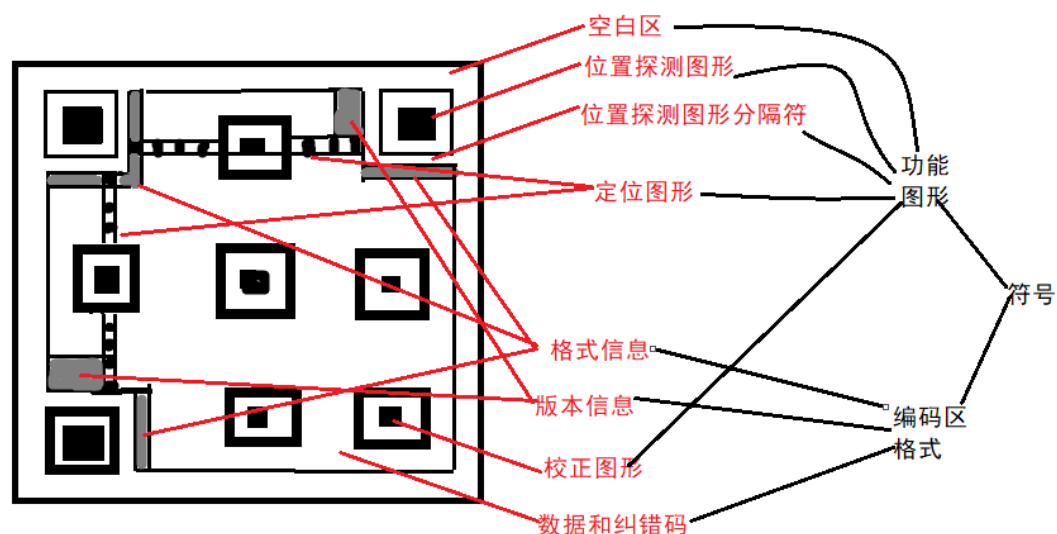 空白区
位置探测图形
位置探测图形分隔符
定位图形
格式信息
版本信息
校正图形
数据和纠错码
功能
图形
符号
编码区
格式